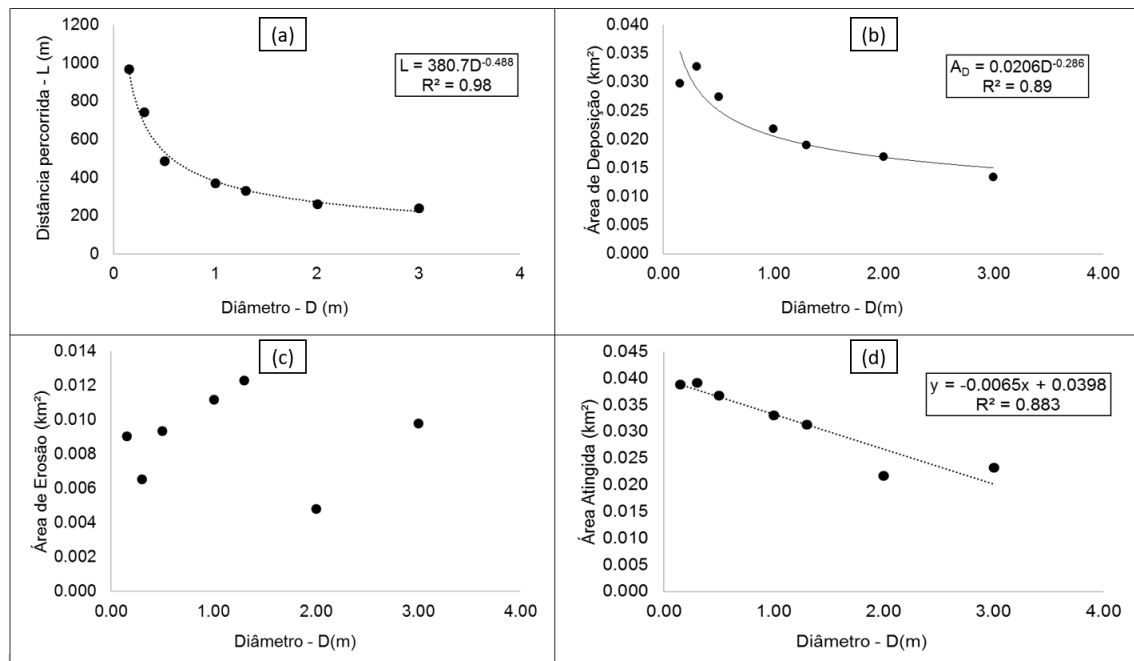 (a)
L = 380.7D^-0.488
R² = 0.98
Distância percorrida - L (m)
1200
1000
800
600
400
200
0
0 1 2 3 4
Diâmetro - D (m)
(b)
A_D = 0.0206D^-0.286
R² = 0.89
Área de Deposição (km²)
0.040
0.035
0.030
0.025
0.020
0.015
0.010
0.005
0.000
0.00 1.00 2.00 3.00 4.00
Diâmetro - D(m)
(c)
Área de Erosão (km²)
0.014
0.012
0.010
0.008
0.006
0.004
0.002
0.000
0.00 1.00 2.00 3.00 4.00
Diâmetro - D(m)
(d)
y = -0.0065x + 0.0398
R² = 0.883
Área Atingida (km²)
0.045
0.040
0.035
0.030
0.025
0.020
0.015
0.010
0.005
0.000
0.00 1.00 2.00 3.00 4.00
Diâmetro - D(m)